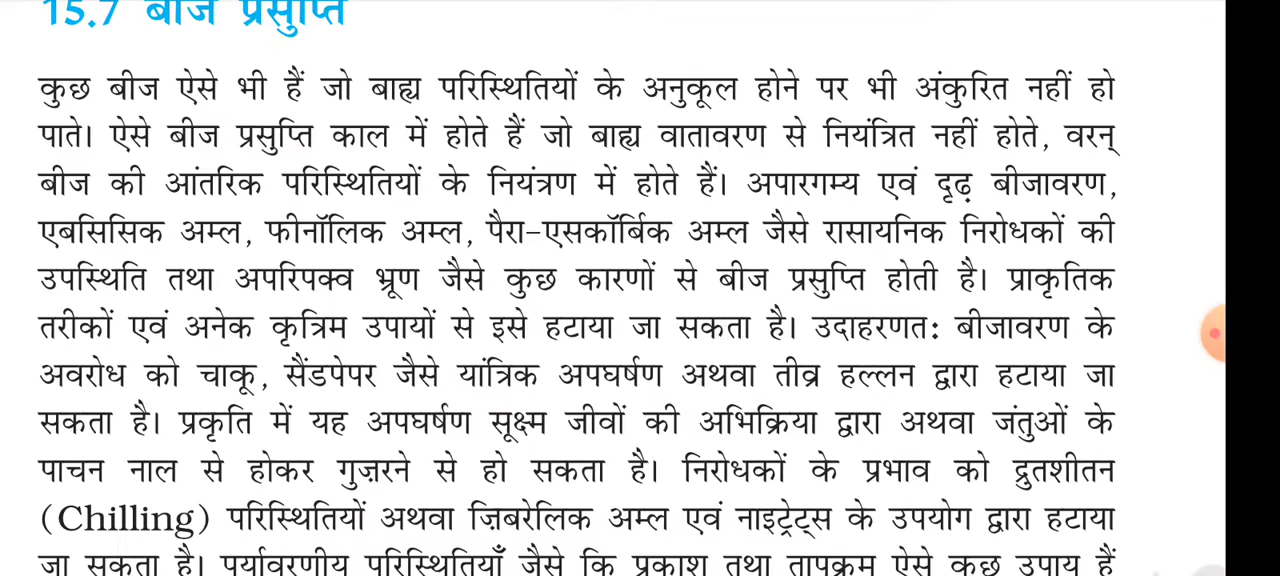 15.7 बीज प्रसुप्ति
कुछ बीज ऐसे भी हैं जो बाह्य परिस्थितियों के अनुकूल होने पर भी अंकुरित नहीं हो
पाते। ऐसे बीज प्रसुप्ति काल में होते हैं जो बाह्य वातावरण से नियंत्रित नहीं होते, वरन्
बीज की आंतरिक परिस्थितियों के नियंत्रण में होते हैं। अपारगम्य एवं दृढ़ बीजावरण,
एबसिसिक अम्ल, फीनॉलिक अम्ल, पैरा-एसकॉर्बिक अम्ल जैसे रासायनिक निरोधकों की
उपस्थिति तथा अपरिपक्व भ्रूण जैसे कुछ कारणों से बीज प्रसुप्ति होती है। प्राकृतिक
तरीकों एवं अनेक कृत्रिम उपायों से इसे हटाया जा सकता है। उदाहरणतः बीजावरण के
अवरोध को चाकू, सैंडपेपर जैसे यांत्रिक अपघर्षण अथवा तीव्र हल्लन द्वारा हटाया जा
सकता है। प्रकृति में यह अपघर्षण सूक्ष्म जीवों की अभिक्रिया द्वारा अथवा जंतुओं के
पाचन नाल से होकर गुज़रने से हो सकता है। निरोधकों के प्रभाव को द्रुतशीतन
(Chilling) परिस्थितियों अथवा ज़िबरेलिक अम्ल एवं नाइट्रेट्स के उपयोग द्वारा हटाया
जा सकता है। पर्यावरणीय परिस्थितियाँ जैसे कि प्रकाश तथा तापक्रम ऐसे कुछ उपाय हैं